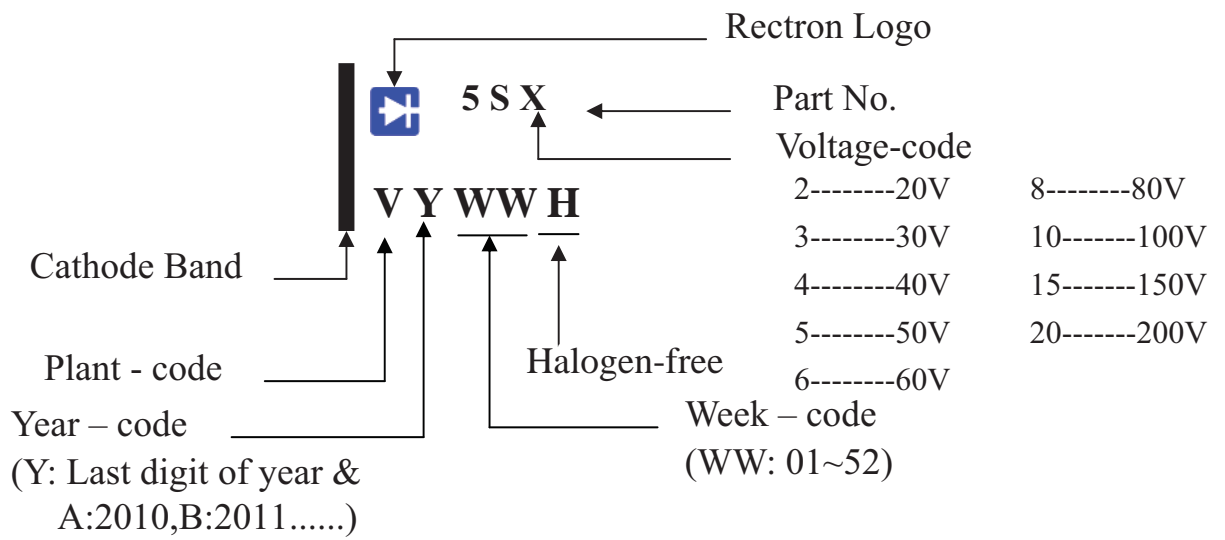 Rectron Logo
5 S X
Part No.
Voltage-code
2--------20V 8--------80V
3--------30V 10-------100V
4--------40V 15-------150V
5--------50V 20-------200V
6--------60V
V Y WW H
Cathode Band
Plant - code
Halogen-free
Year – code
(Y: Last digit of year &
A:2010,B:2011......)
Week – code
(WW: 01~52)